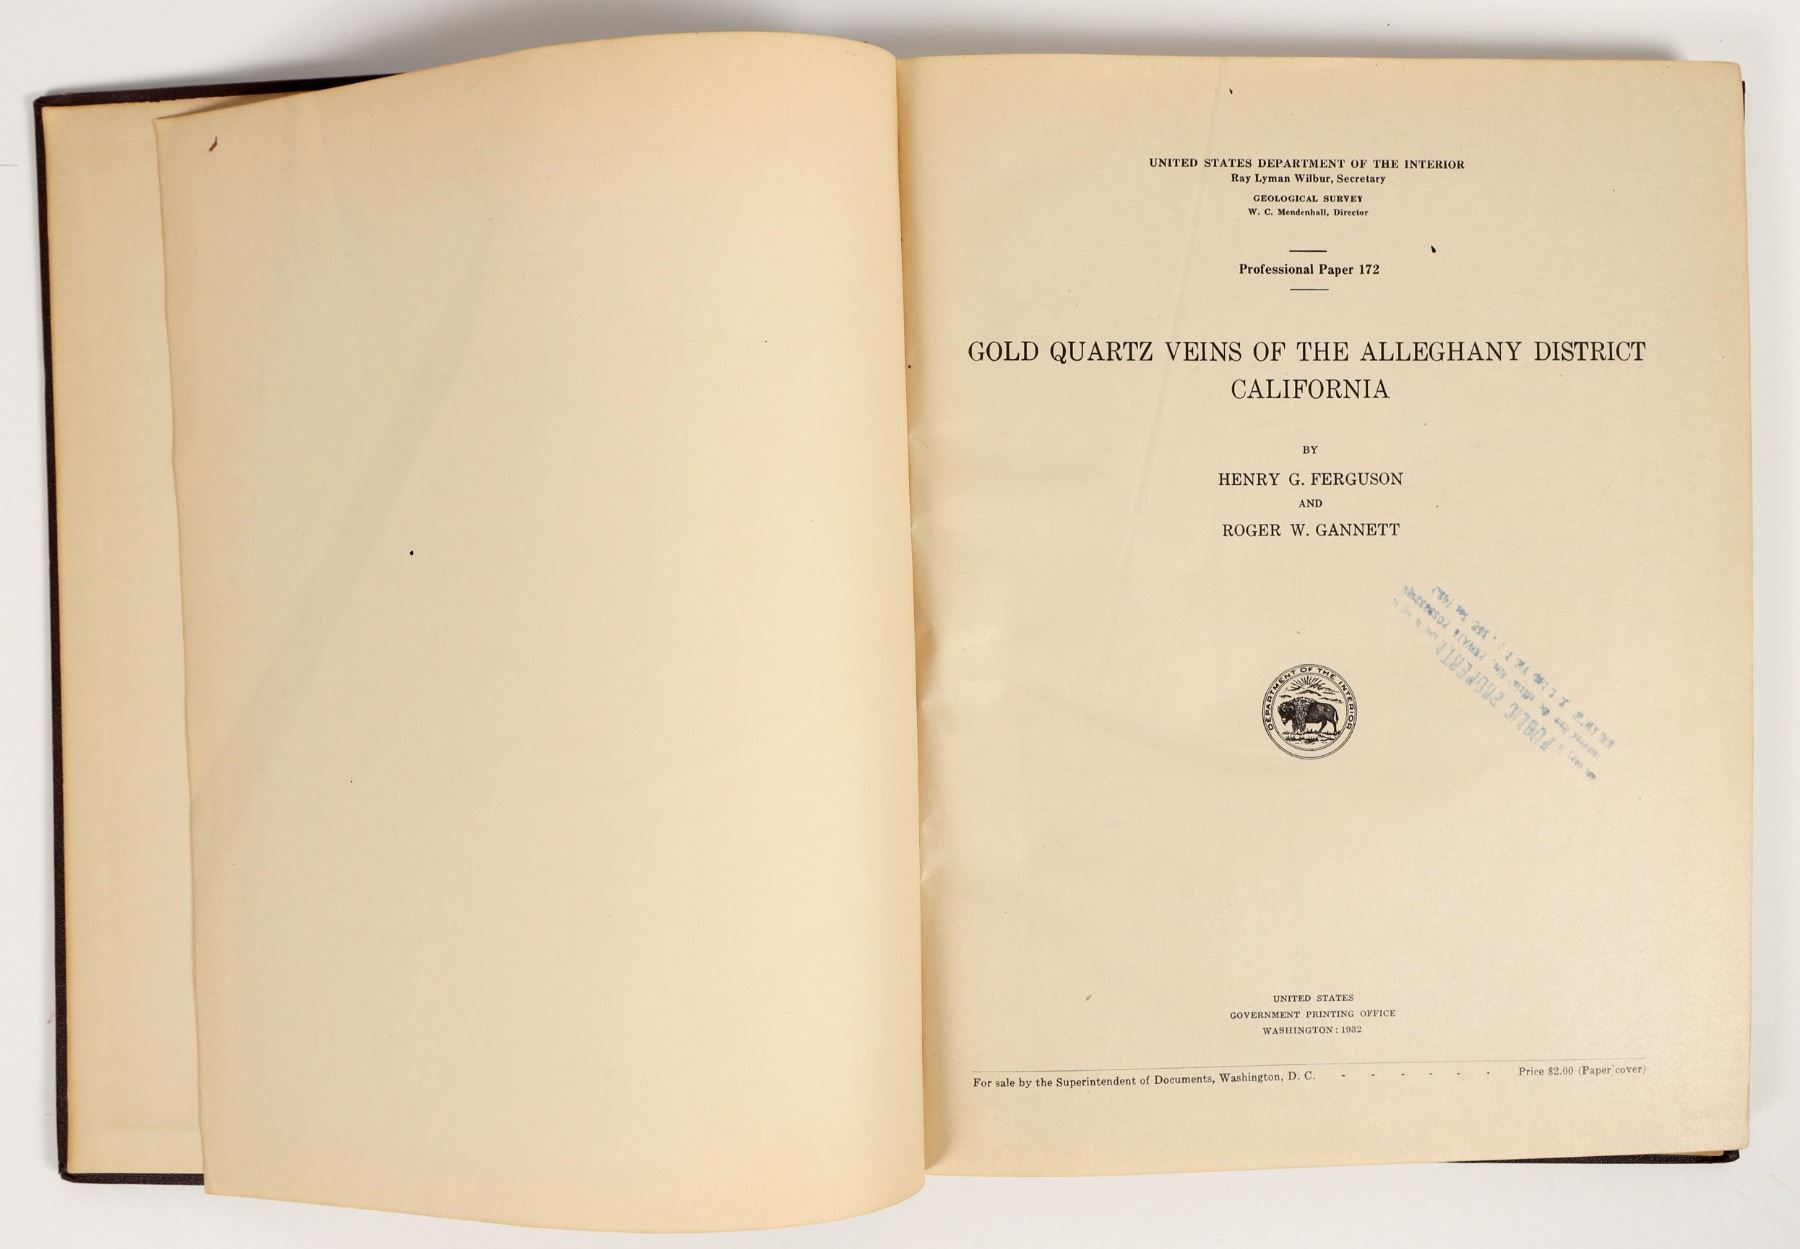 UNITED STATES DEPARTMENT OF THE INTERIOR
Ray Lyman Wilbur, Secretary
GEOLOGICAL SURVEY
W. C. Mendenhall, Director
Professional Paper 172
GOLD QUARTZ VEINS OF THE ALLEGHANY DISTRICT
CALIFORNIA
BY
HENRY G. FERGUSON
AND
ROGER W. GANNETT
DEPARTMENT OF THE INTERIOR
PUBLIC PROPERTY
UNITED STATES
GOVERNMENT PRINTING OFFICE
WASHINGTON : 1932
For sale by the Superintendent of Documents, Washington, D. C. - - - - - - Price $2.00 (Paper cover)